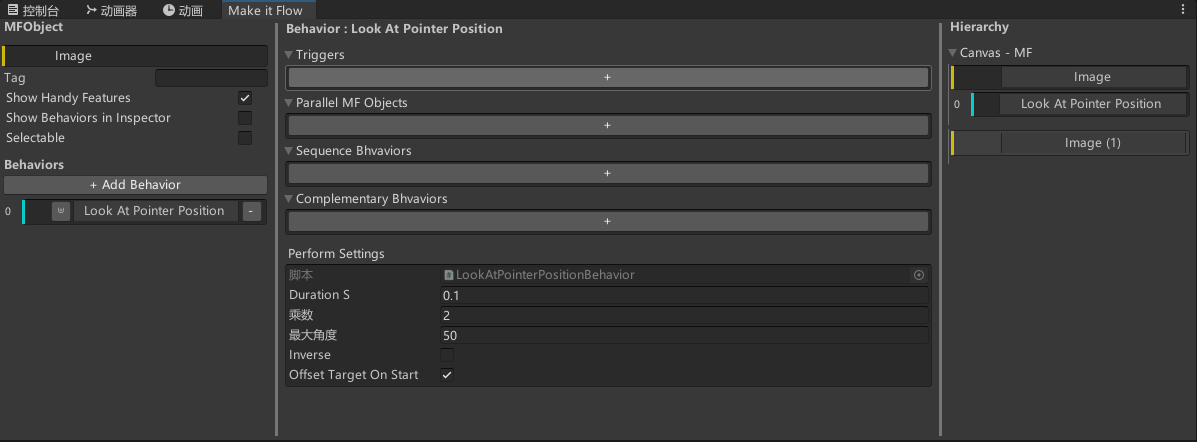 控制台 动画器 动画 Make it Flow
MFObject
Image
Tag
Show Handy Features
Show Behaviors in Inspector
Selectable
Behaviors
+ Add Behavior
0 Look At Pointer Position -
Behavior : Look At Pointer Position
Triggers
+
Parallel MF Objects
+
Sequence Bhvaviors
+
Complementary Bhvaviors
+
Perform Settings
脚本 LookAtPointerPositionBehavior
Duration S 0.1
乘数 2
最大角度 50
Inverse
Offset Target On Start
Hierarchy
Canvas - MF
Image
0 Look At Pointer Position
Image (1)